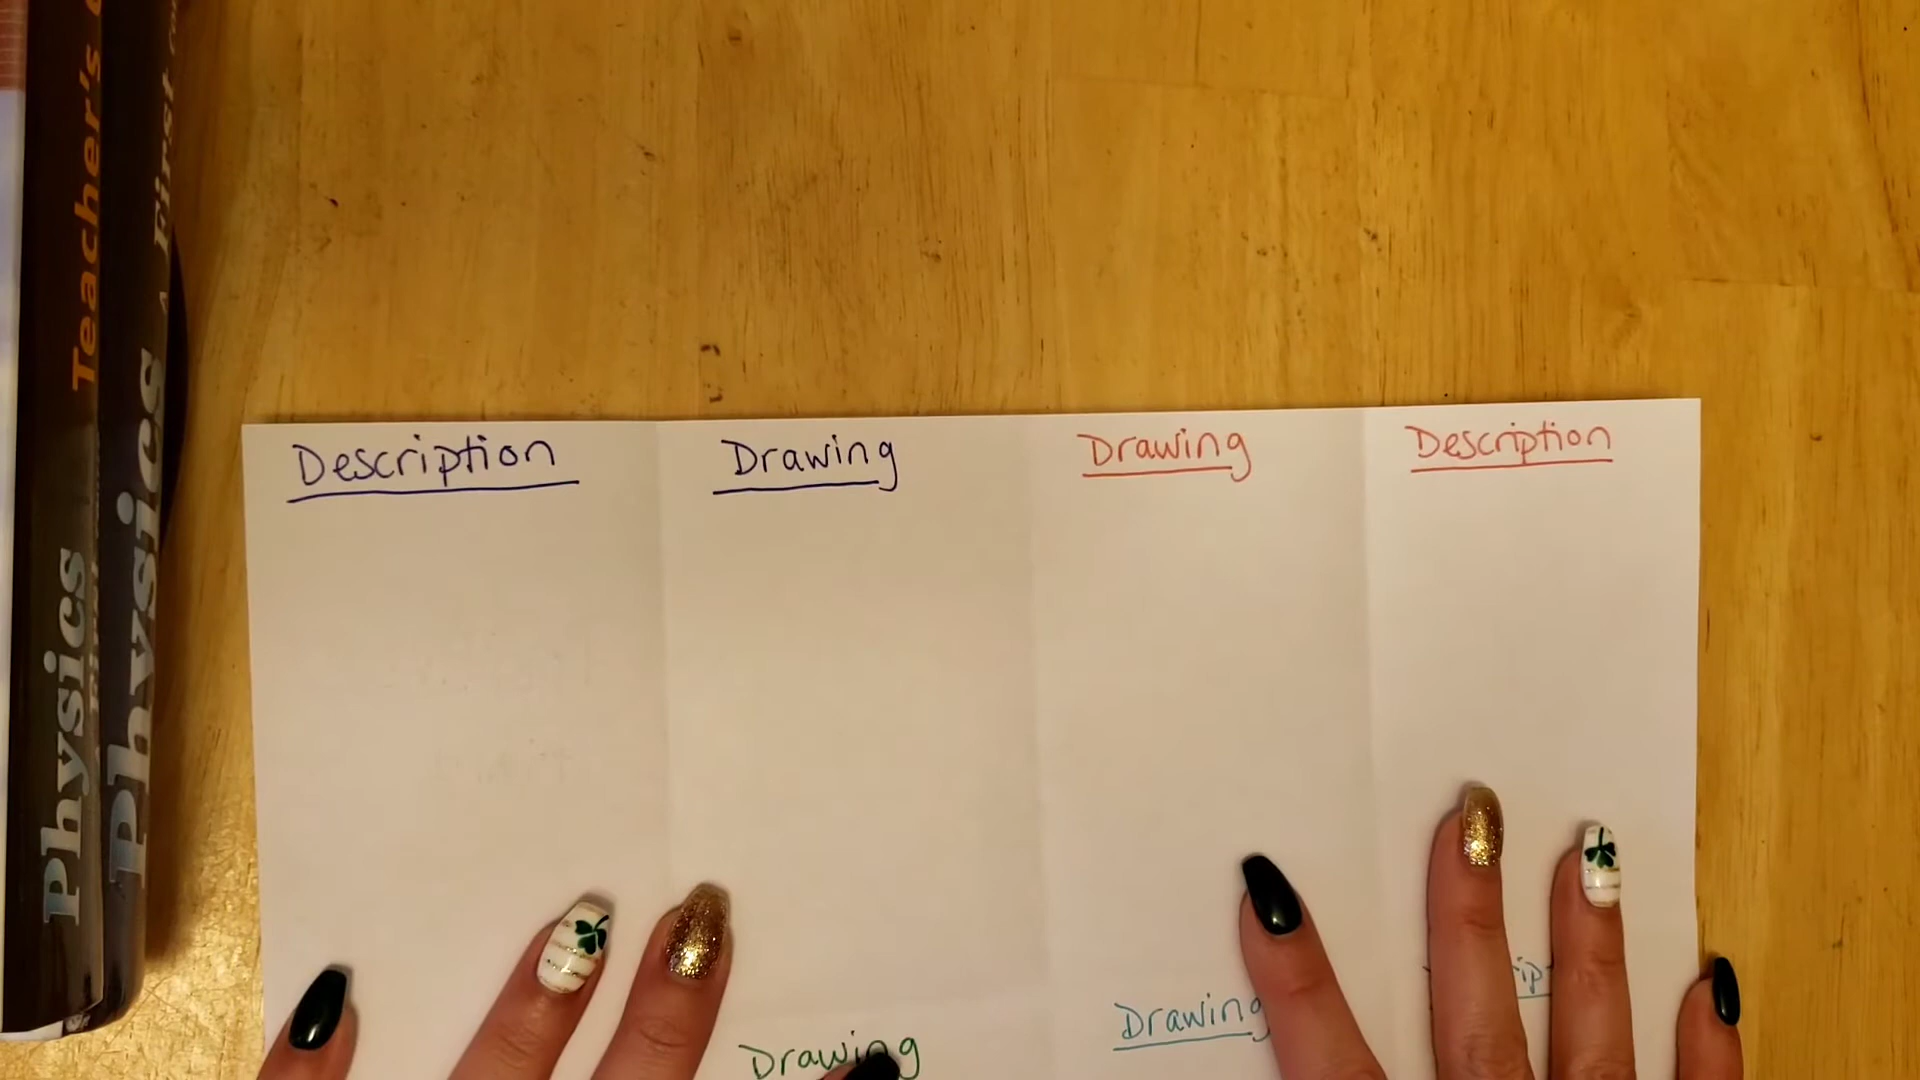 Physics
Teacher's
Physics
A First
Description
Drawing
Drawing
Description
Drawing
Drawing